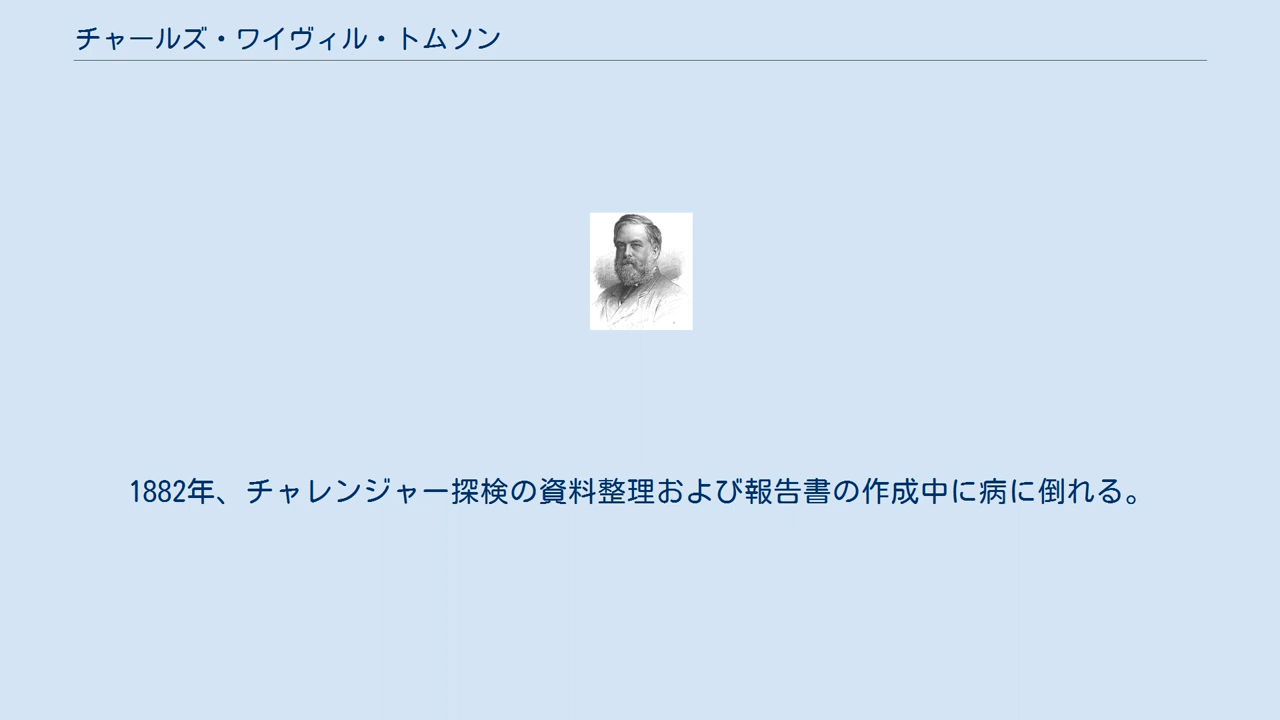 チャールズ・ワイヴィル・トムソン
1882年、チャレンジャー探検の資料整理および報告書の作成中に病に倒れる。